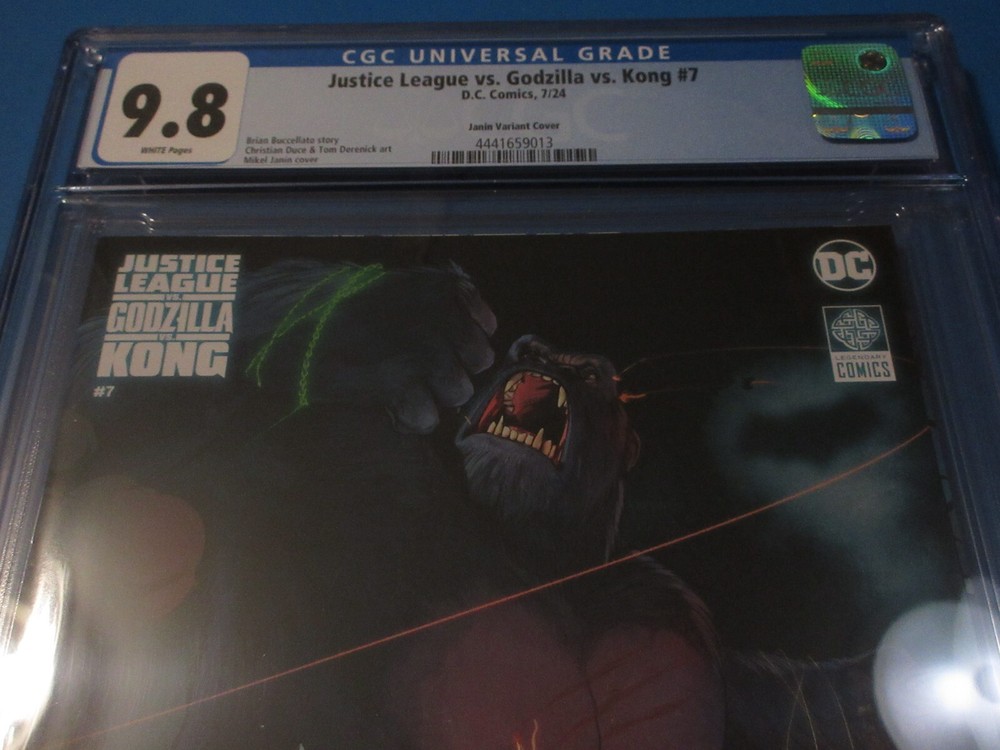 CGC UNIVERSAL GRADE
9.8
WHITE Pages
Justice League vs. Godzilla vs. Kong #7
D.C. Comics, 7/24
Janin Variant Cover
4441659013
Brian Buccellato story
Christian Duce & Tom Derenick art
Mikel Janin cover
JUSTICE
LEAGUE
VS.
GODZILLA
VS.
KONG
#7
DC
LEGENDARY
COMICS